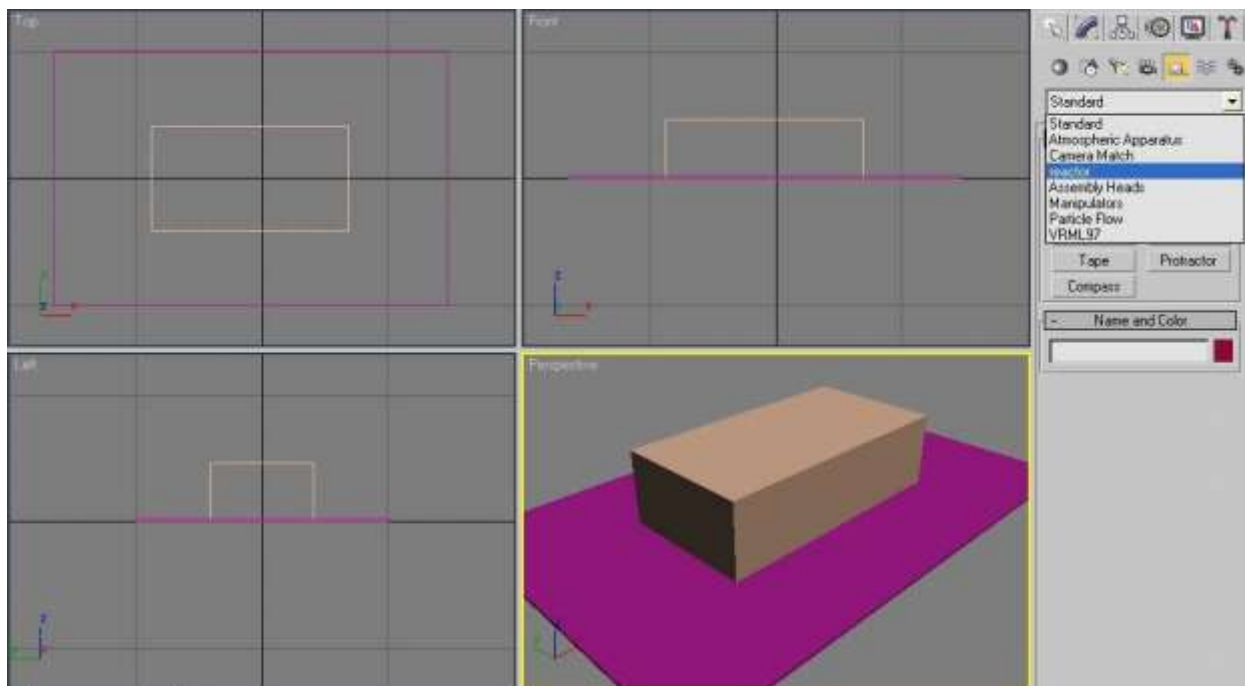 Top
Front
Standard
Standard
Atmospheric Apparatus
Camera Match
reactor
Assembly Heads
Manipulators
Particle Flow
VRML97
Tape Protractor
Compass
- Name and Color
Left
Perspective
z
x
z
x
z